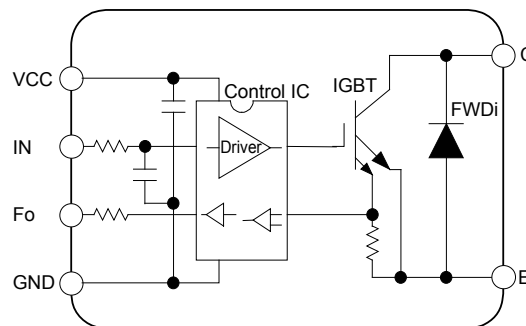 VCC
Control IC
IGBT
C
FWDi
IN
Driver
Fo
GND
E